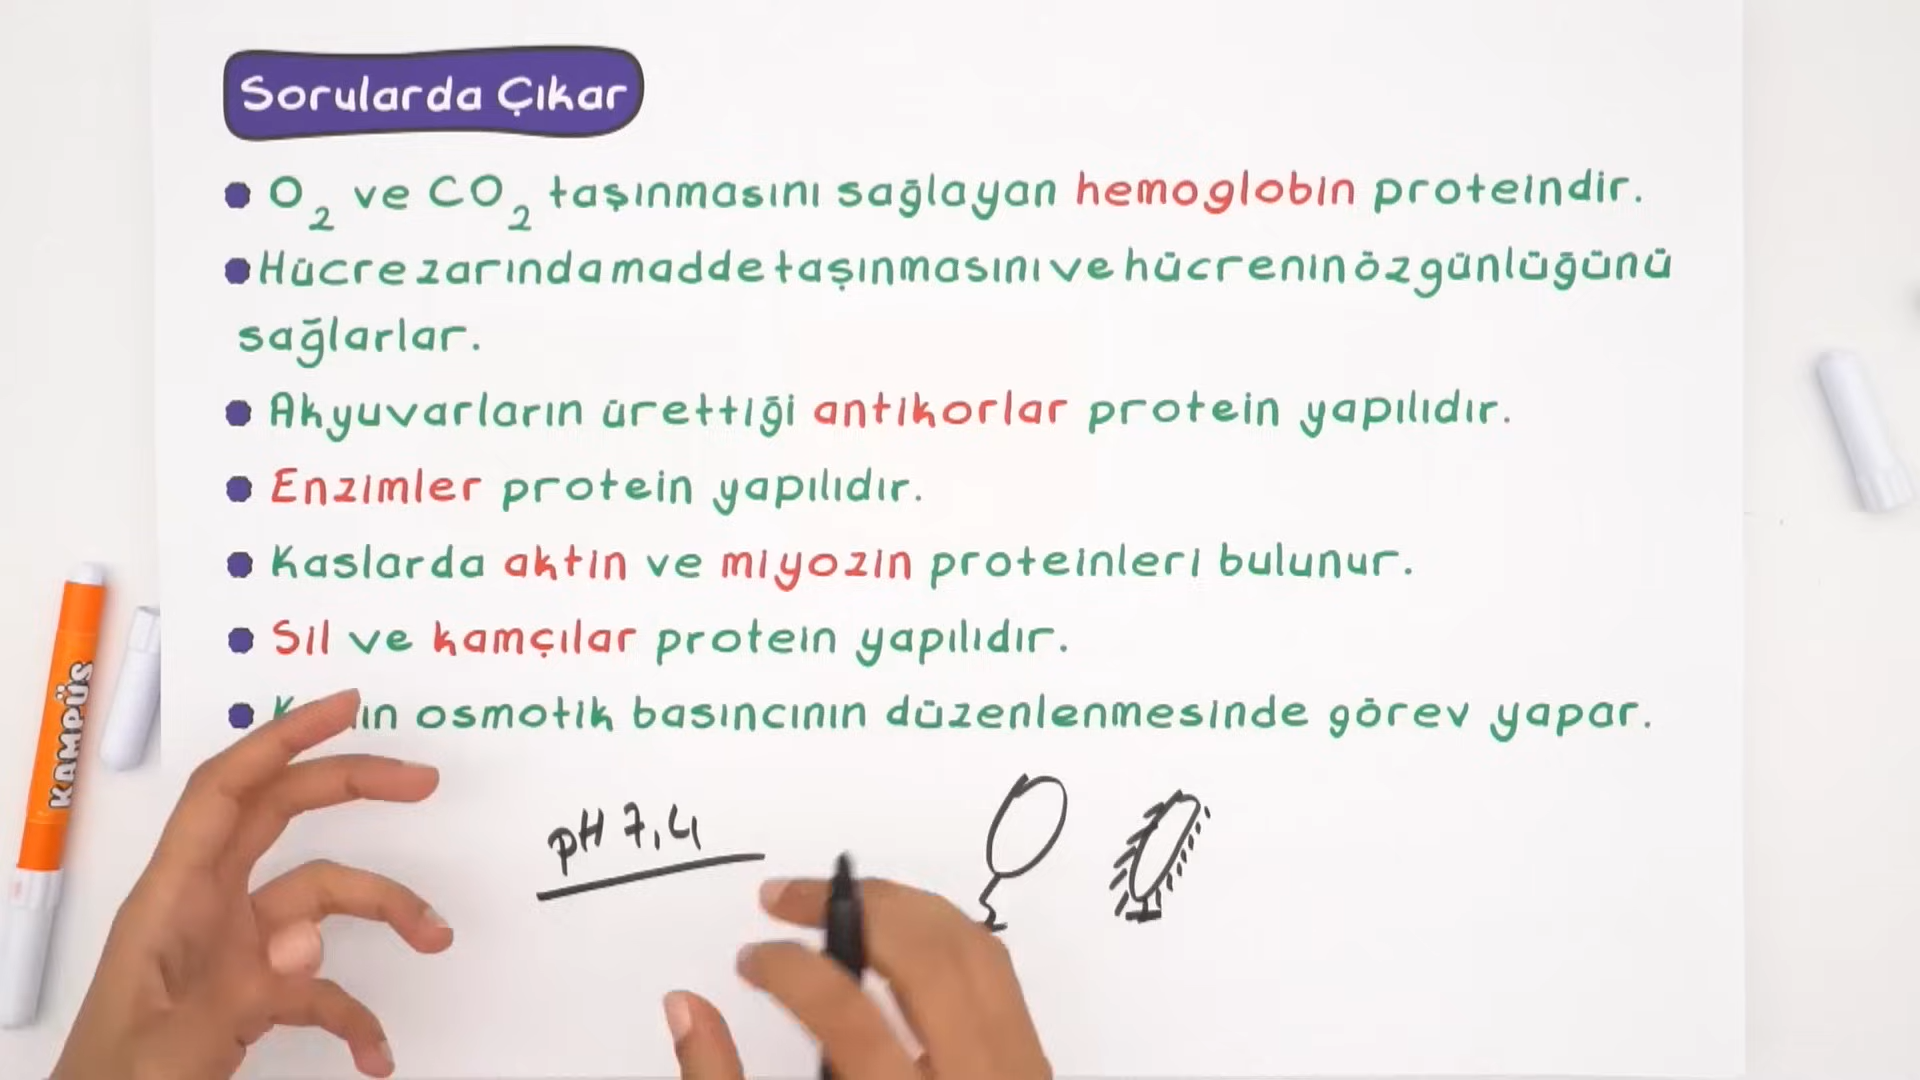 Sorularda Çıkar
O2 ve CO2 taşınmasını sağlayan hemoglobin proteindir.
Hücre zarında madde taşınmasını ve hücrenin özgünlüğünü
sağlarlar.
Akyuvarların ürettiği antikorlar protein yapılıdır.
Enzimler protein yapılıdır.
Kaslarda aktin ve miyozin proteinleri bulunur.
Sil ve kamçılar protein yapılıdır.
osmotik basıncının düzenlenmesinde görev yapar.
pH 7,4
KAMPÜS